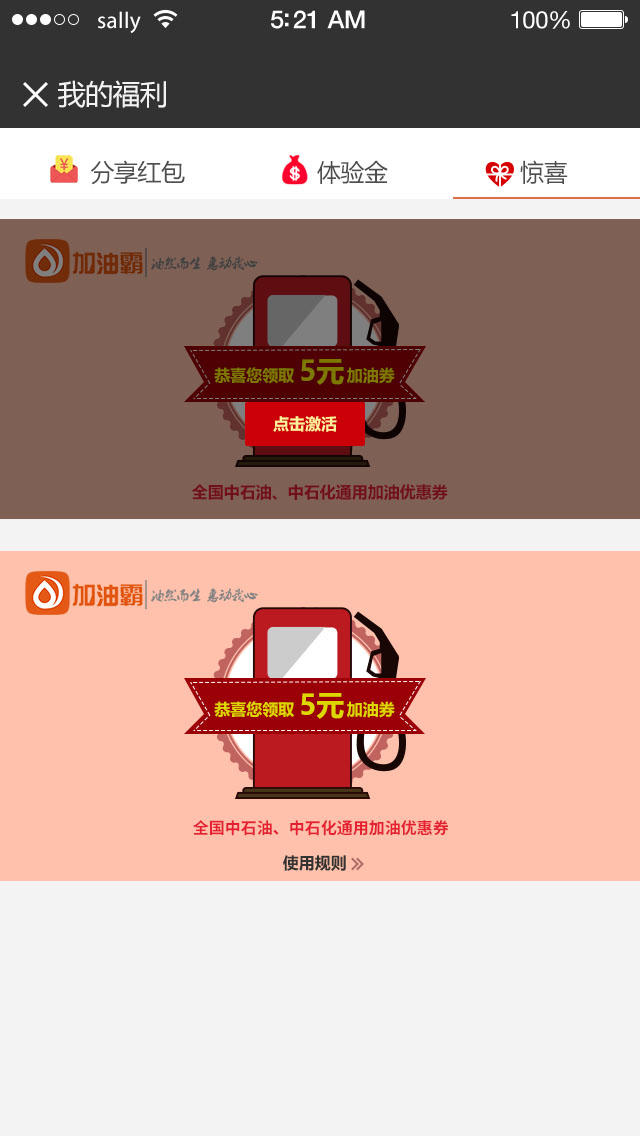 sally 5:21 AM 100%
我的福利
分享红包 体验金 惊喜
加油霸 油然而生 惠动我心
恭喜您领取 5元 加油券
点击激活
全国中石油、中石化通用加油优惠券
加油霸 油然而生 惠动我心
恭喜您领取 5元 加油券
全国中石油、中石化通用加油优惠券
使用规则 »